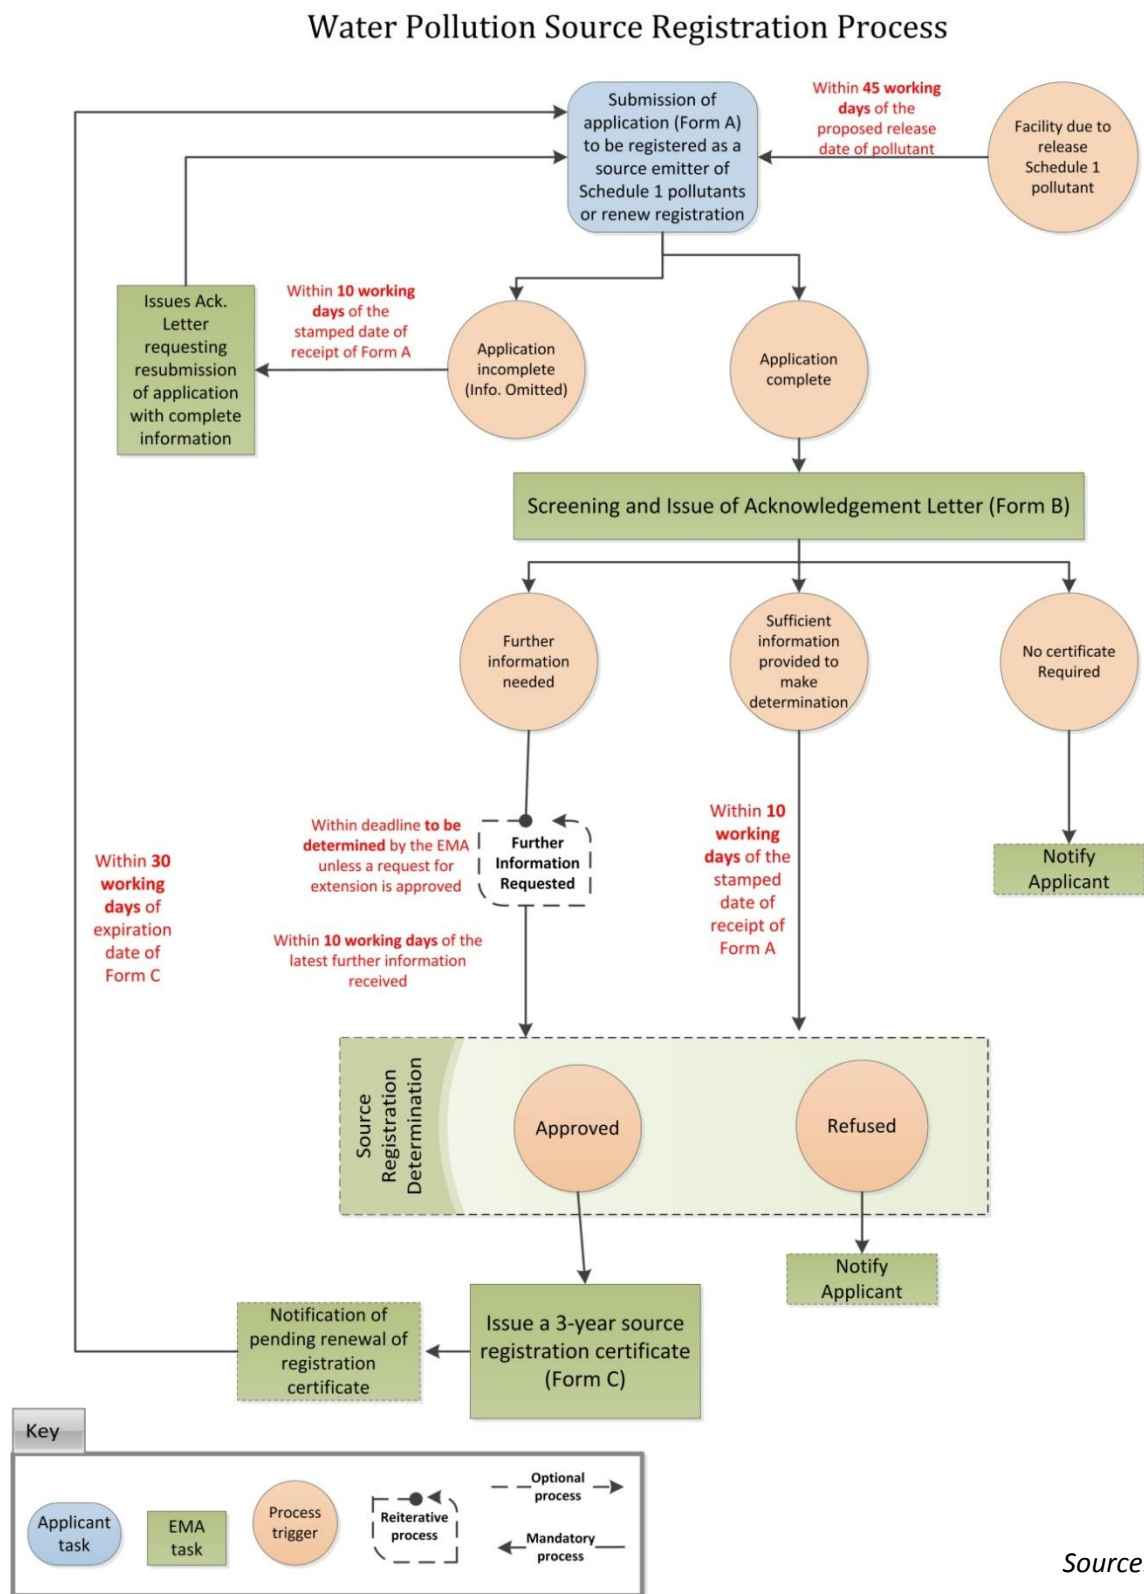 Water Pollution Source Registration Process
Submission of
application (Form A)
to be registered as a
source emitter of
Schedule 1 pollutants
or renew registration
Within 45 working
days of the
proposed release
date of pollutant
Facility due to
release
Schedule 1
pollutant
Issues Ack.
Letter
requesting
resubmission
of application
with complete
information
Within 10 working
days of the
stamped date of
receipt of Form A
Application
incomplete
(Info. Omitted)
Application
complete
Screening and Issue of Acknowledgement Letter (Form B)
Further
information
needed
Sufficient
information
provided to
make
determination
No certificate
Required
Within 30
working
days of
expiration
date of
Form C
Within deadline to be
determined by the EMA
unless a request for
extension is approved
Further
Information
Requested
Within 10
working
days of the
stamped
date of
receipt of
Form A
Notify
Applicant
Within 10 working days of the
latest further information
received
Source
Registration
Determination
Approved
Refused
Notify
Applicant
Notification of
pending renewal of
registration
certificate
Issue a 3-year source
registration certificate
(Form C)
Key
Applicant
task
EMA
task
Process
trigger
Reiterative
process
Optional
process
Mandatory
process
Source